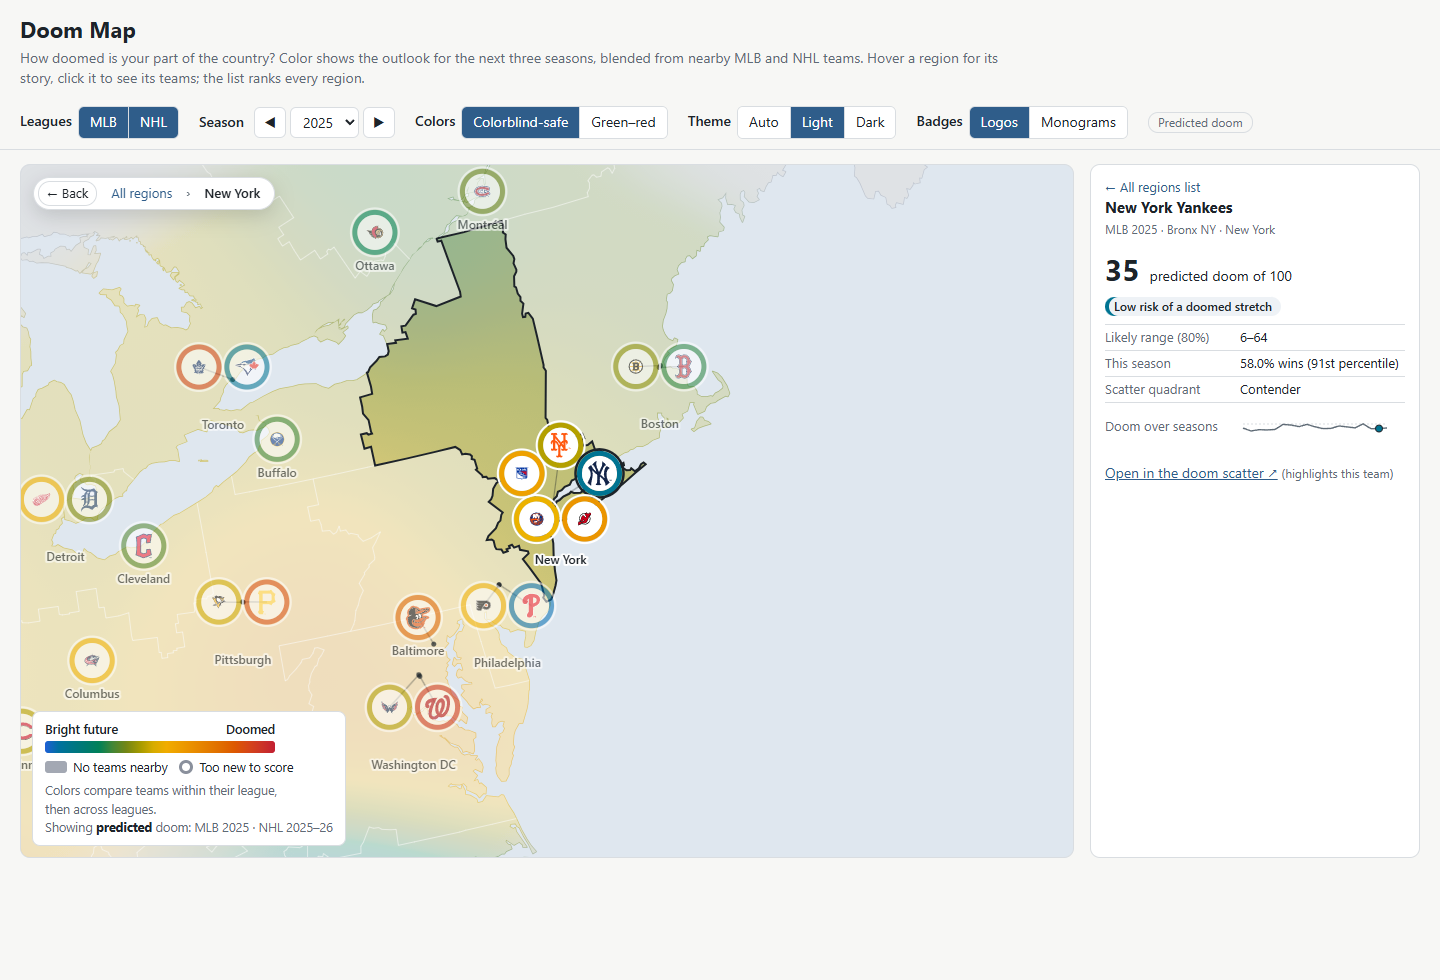 Doom Map
How doomed is your part of the country? Color shows the outlook for the next three seasons, blended from nearby MLB and NHL teams. Hover a region for its
story, click it to see its teams; the list ranks every region.
Leagues MLB NHL Season ◀ 2025 ▶ Colors Colorblind-safe Green–red Theme Auto Light Dark Badges Logos Monograms Predicted doom
← Back All regions › New York
Montréal
Ottawa
Toronto
Buffalo
Boston
Detroit
Cleveland
New York
Baltimore
Philadelphia
Pittsburgh
Columbus
Washington DC
Bright future Doomed
No teams nearby Too new to score
Colors compare teams within their league,
then across leagues.
Showing predicted doom: MLB 2025 · NHL 2025–26
← All regions list
New York Yankees
MLB 2025 · Bronx NY · New York
35 predicted doom of 100
Low risk of a doomed stretch
Likely range (80%) 6–64
This season 58.0% wins (91st percentile)
Scatter quadrant Contender
Doom over seasons
Open in the doom scatter ↗ (highlights this team)